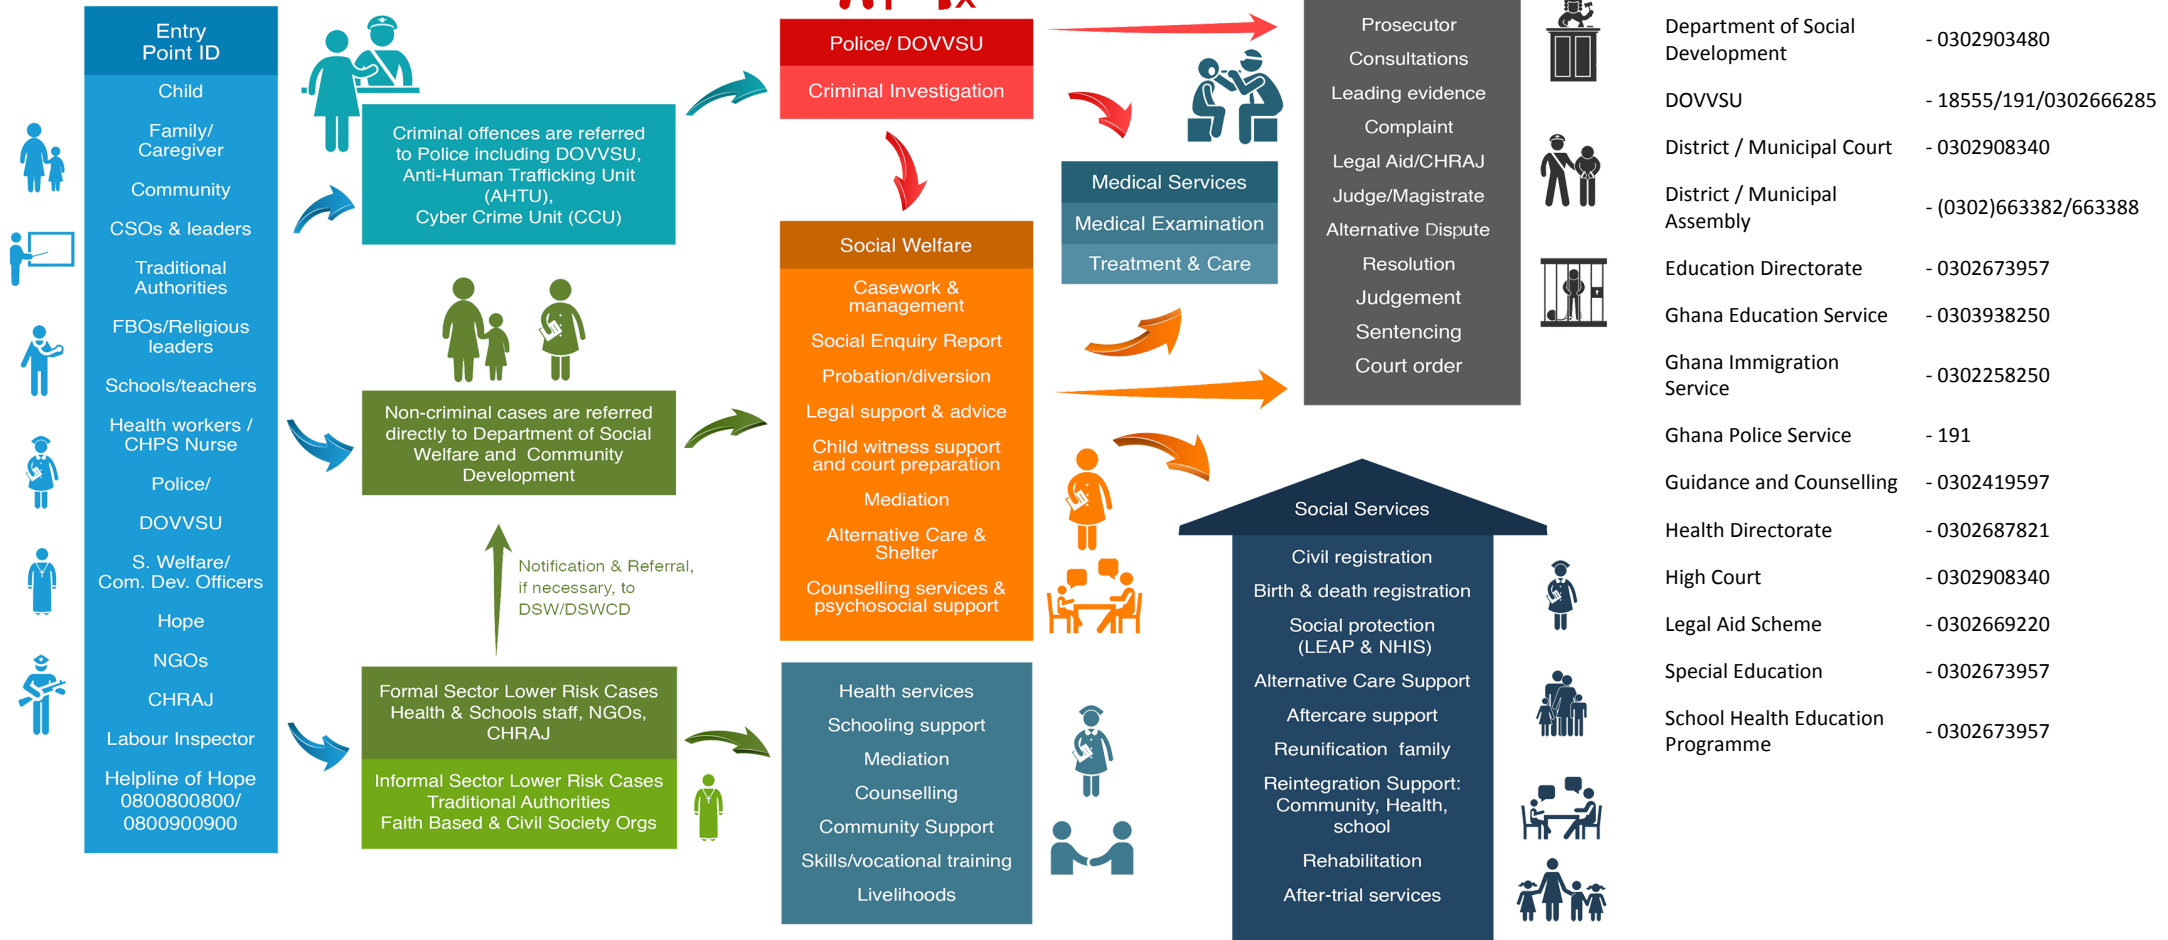 Entry
Point ID
Child
Family/
Caregiver
Community
CSOs & leaders
Traditional
Authorities
FBOs/Religious
leaders
Schools/teachers
Health workers /
CHPS Nurse
Police/
DOVVSU
S. Welfare/
Com. Dev. Officers
Hope
NGOs
CHRAJ
Labour Inspector
Helpline of Hope
0800800800/
0800900900
Criminal offences are referred
to Police including DOVVSU,
Anti-Human Trafficking Unit
(AHTU),
Cyber Crime Unit (CCU)
Non-criminal cases are referred
directly to Department of Social
Welfare and Community
Development
Notification & Referral,
if necessary, to
DSW/DSWCD
Formal Sector Lower Risk Cases
Health & Schools staff, NGOs,
CHRAJ
Informal Sector Lower Risk Cases
Traditional Authorities
Faith Based & Civil Society Orgs
Police/ DOVVSU
Criminal Investigation
Social Welfare
Casework &
management
Social Enquiry Report
Probation/diversion
Legal support & advice
Child witness support
and court preparation
Mediation
Alternative Care &
Shelter
Counselling services &
psychosocial support
Health services
Schooling support
Mediation
Counselling
Community Support
Skills/vocational training
Livelihoods
Medical Services
Medical Examination
Treatment & Care
Prosecutor
Consultations
Leading evidence
Complaint
Legal Aid/CHRAJ
Judge/Magistrate
Alternative Dispute
Resolution
Judgement
Sentencing
Court order
Social Services
Civil registration
Birth & death registration
Social protection
(LEAP & NHIS)
Alternative Care Support
Aftercare support
Reunification family
Reintegration Support:
Community, Health,
school
Rehabilitation
After-trial services
Department of Social
Development - 0302903480
DOVVSU - 18555/191/0302666285
District / Municipal Court - 0302908340
District / Municipal
Assembly - (0302)663382/663388
Education Directorate - 0302673957
Ghana Education Service - 0303938250
Ghana Immigration
Service - 0302258250
Ghana Police Service - 191
Guidance and Counselling - 0302419597
Health Directorate - 0302687821
High Court - 0302908340
Legal Aid Scheme - 0302669220
Special Education - 0302673957
School Health Education
Programme - 0302673957